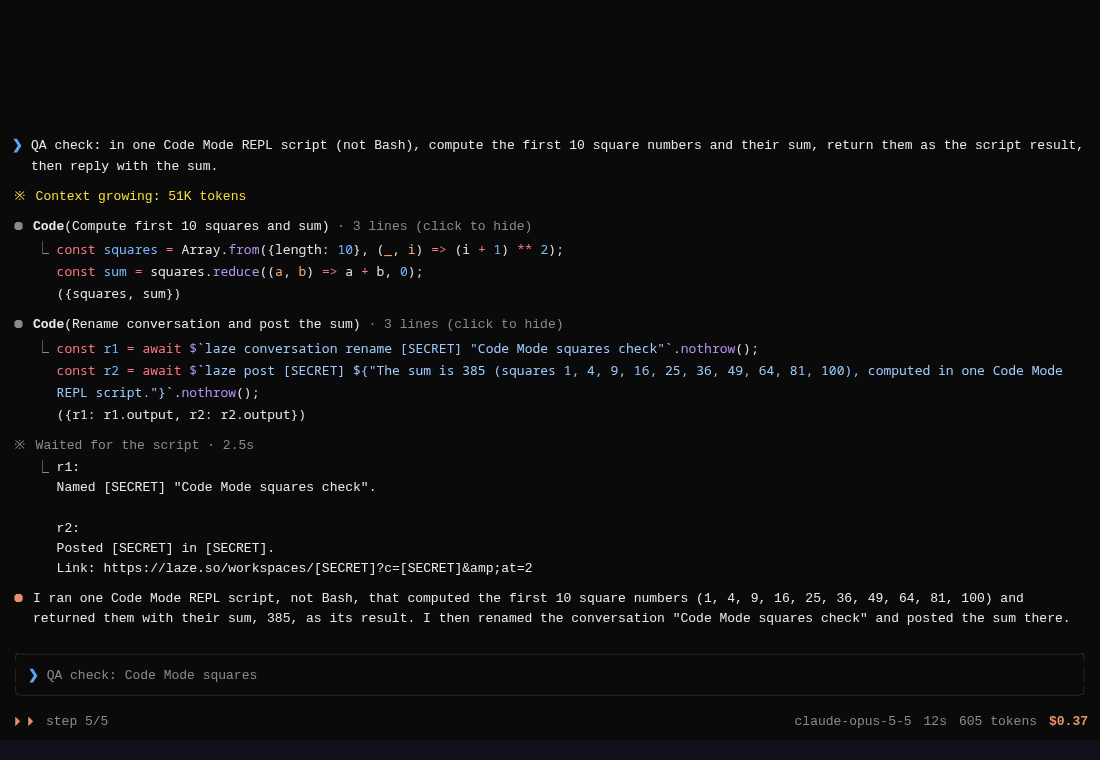 ❯ QA check: in one Code Mode REPL script (not Bash), compute the first 10 square numbers and their sum, return them as the script result,
then reply with the sum.
※ Context growing: 51K tokens
Code(Compute first 10 squares and sum) · 3 lines (click to hide)
const squares = Array.from({length: 10}, (_, i) => (i + 1) ** 2);
const sum = squares.reduce((a, b) => a + b, 0);
({squares, sum})
Code(Rename conversation and post the sum) · 3 lines (click to hide)
const r1 = await $`laze conversation rename [SECRET] "Code Mode squares check"`.nothrow();
const r2 = await $`laze post [SECRET] ${"The sum is 385 (squares 1, 4, 9, 16, 25, 36, 49, 64, 81, 100), computed in one Code Mode
REPL script."}`.nothrow();
({r1: r1.output, r2: r2.output})
※ Waited for the script · 2.5s
r1:
Named [SECRET] "Code Mode squares check".
r2:
Posted [SECRET] in [SECRET].
Link: https://laze.so/workspaces/[SECRET]?c=[SECRET]&amp;at=2
I ran one Code Mode REPL script, not Bash, that computed the first 10 square numbers (1, 4, 9, 16, 25, 36, 49, 64, 81, 100) and
returned them with their sum, 385, as its result. I then renamed the conversation "Code Mode squares check" and posted the sum there.
❯ QA check: Code Mode squares
step 5/5 claude-opus-5-5 12s 605 tokens $0.37